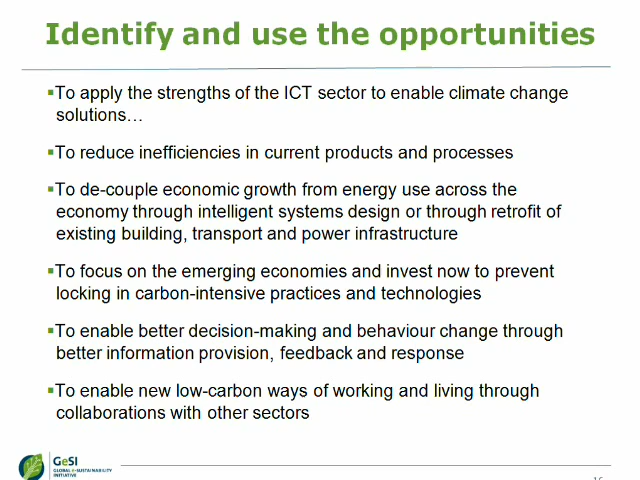 Identify and use the opportunities
▪To apply the strengths of the ICT sector to enable climate change
solutions…
▪To reduce inefficiencies in current products and processes
▪To de-couple economic growth from energy use across the
economy through intelligent systems design or through retrofit of
existing building, transport and power infrastructure
▪To focus on the emerging economies and invest now to prevent
locking in carbon-intensive practices and technologies
▪To enable better decision-making and behaviour change through
better information provision, feedback and response
▪To enable new low-carbon ways of working and living through
collaborations with other sectors
GeSI
GLOBAL e-SUSTAINABILITY
INITIATIVE